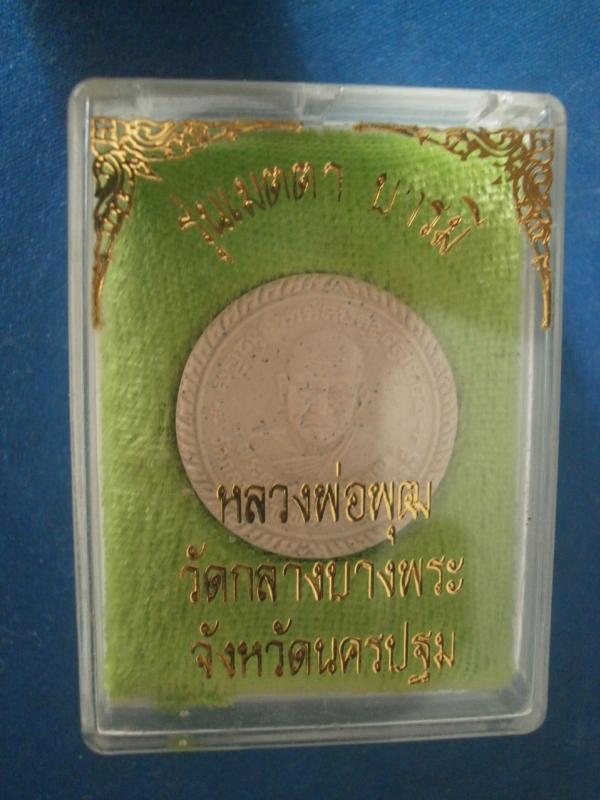 รุ่นเมตตา บารมี
หลวงพ่อพุฒ
วัดกลางบางพระ
จังหวัดนครปฐม